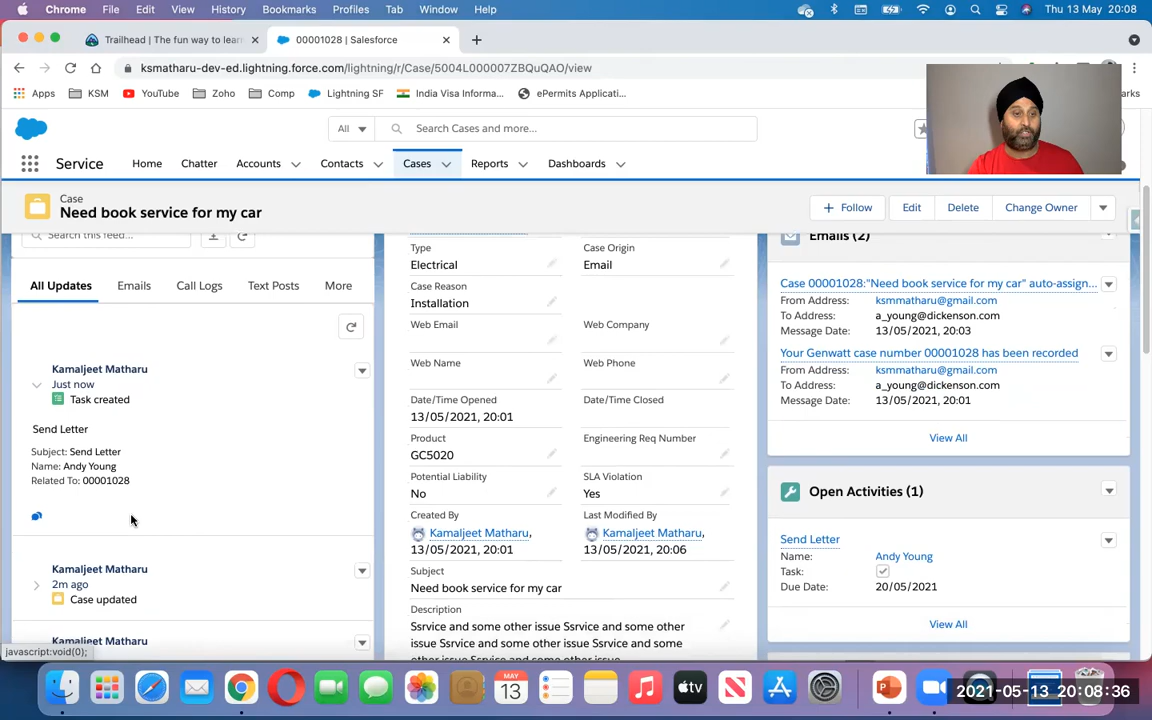 Chrome File Edit View History Bookmarks Profiles Tab Window Help Thu 13 May 20:08
Trailhead | The fun way to lear 00001028 | Salesforce
ksmatharu-dev-ed.lightning.force.com/lightning/r/Case/5004L000007ZBQuQAO/view
Apps KSM YouTube Zoho Comp Lightning SF India Visa Informa... ePermits Applicati...
All Search Cases and more...
Service Home Chatter Accounts Contacts Cases Reports Dashboards
Case
Need book service for my car
Follow Edit Delete Change Owner
Search this feed...
All Updates Emails Call Logs Text Posts More
Kamaljeet Matharu
Just now
Task created
Send Letter
Subject: Send Letter
Name: Andy Young
Related To: 00001028
Kamaljeet Matharu
2m ago
Case updated
Kamaljeet Matharu
javascript:void(0);
Type Case Origin
Electrical Email
Case Reason
Installation
Web Email Web Company
Web Name Web Phone
Date/Time Opened Date/Time Closed
13/05/2021, 20:01
Product Engineering Req Number
GC5020
Potential Liability SLA Violation
No Yes
Created By Last Modified By
Kamaljeet Matharu, Kamaljeet Matharu,
13/05/2021, 20:01 13/05/2021, 20:06
Subject
Need book service for my car
Description
Ssrvice and some other issue Ssrvice and some other
issue Ssrvice and some other issue Ssrvice and some
other issue Ssrvice and some other issue
Emails (2)
Case 00001028:"Need book service for my car" auto-assign...
From Address: ksmmatharu@gmail.com
To Address: a_young@dickenson.com
Message Date: 13/05/2021, 20:03
Your Genwatt case number 00001028 has been recorded
From Address: ksmmatharu@gmail.com
To Address: a_young@dickenson.com
Message Date: 13/05/2021, 20:01
View All
Open Activities (1)
Send Letter
Name: Andy Young
Task:
Due Date: 20/05/2021
View All
MAY
13
tv
2021-05-13 20:08:36